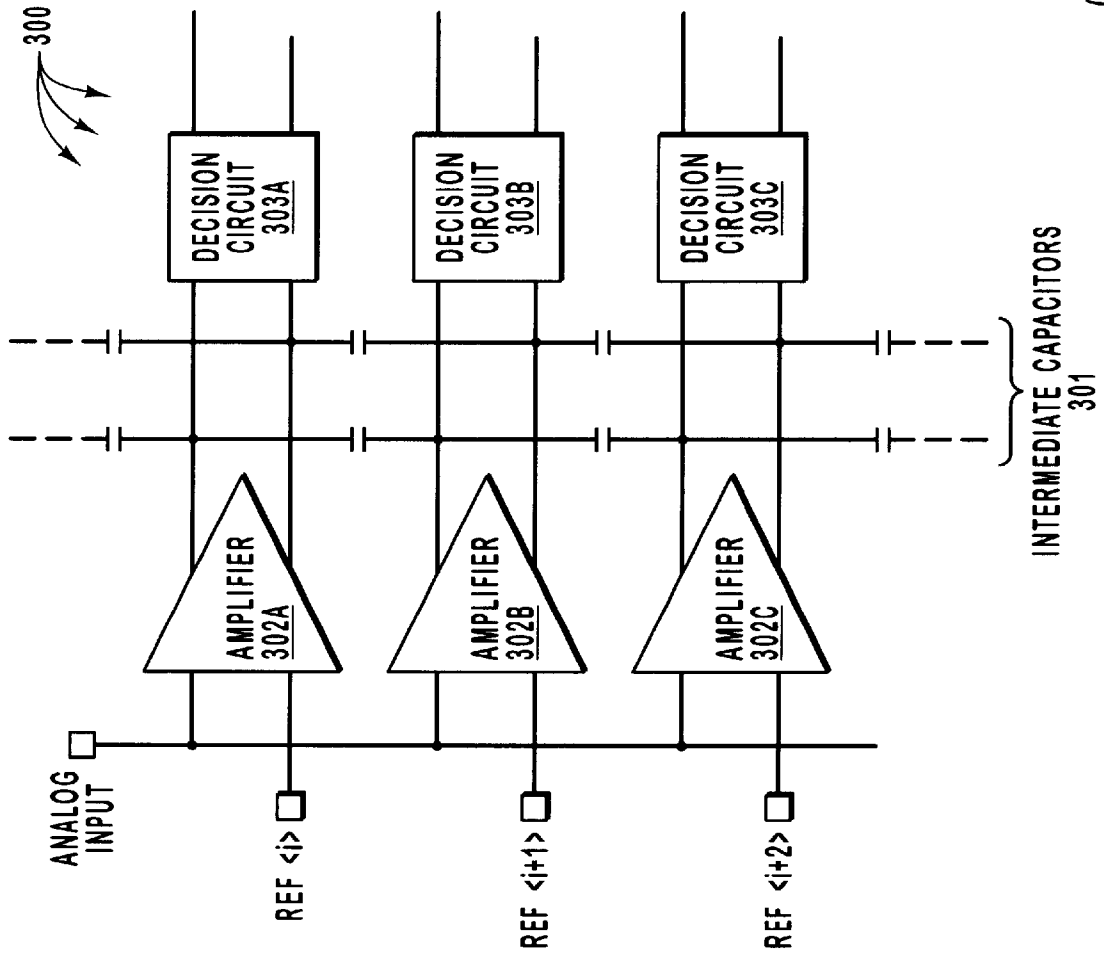 300
ANALOG
INPUT
REF <i>
AMPLIFIER
302A
DECISION
CIRCUIT
303A
REF <i+1>
AMPLIFIER
302B
DECISION
CIRCUIT
303B
REF <i+2>
AMPLIFIER
302C
DECISION
CIRCUIT
303C
INTERMEDIATE CAPACITORS
301